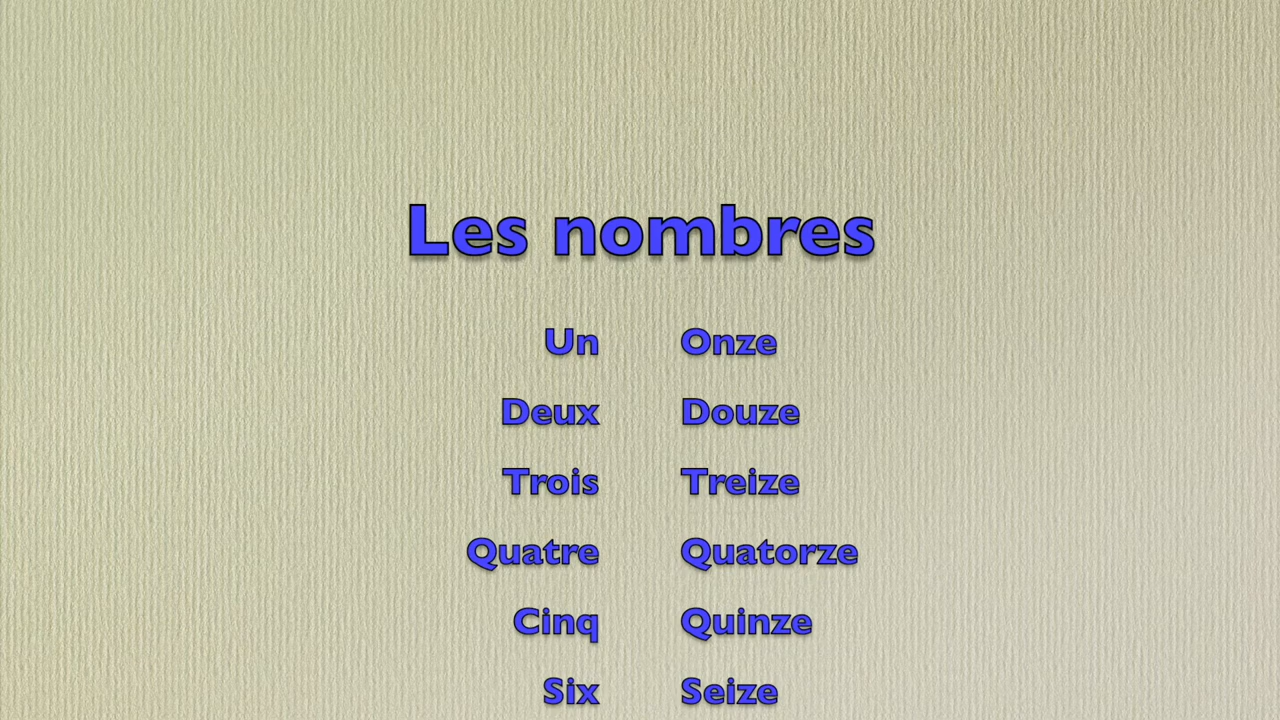 Les nombres
Un Onze
Deux Douze
Trois Treize
Quatre Quatorze
Cinq Quinze
Six Seize